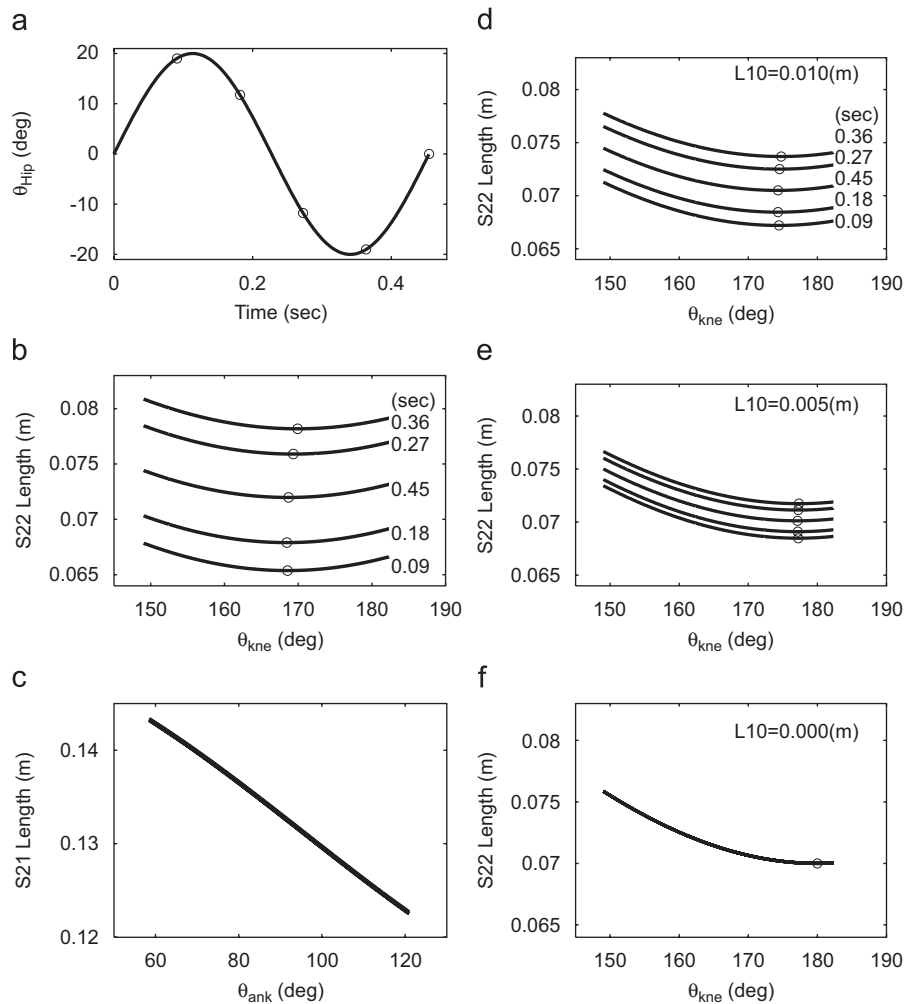 a
20
10
0
-10
-20
θHip (deg)
0
0.2
0.4
Time (sec)
b
0.08
0.075
0.07
0.065
S22 Length (m)
(sec)
0.36
0.27
0.45
0.18
0.09
150
160
170
180
190
θkne (deg)
c
0.14
0.13
0.12
S21 Length (m)
60
80
100
120
θank (deg)
d
L10=0.010(m)
0.08
0.075
0.07
0.065
S22 Length (m)
(sec)
0.36
0.27
0.45
0.18
0.09
150
160
170
180
190
θkne (deg)
e
L10=0.005(m)
0.08
0.075
0.07
0.065
S22 Length (m)
150
160
170
180
190
θkne (deg)
f
L10=0.000(m)
0.08
0.075
0.07
0.065
S22 Length (m)
150
160
170
180
190
θkne (deg)